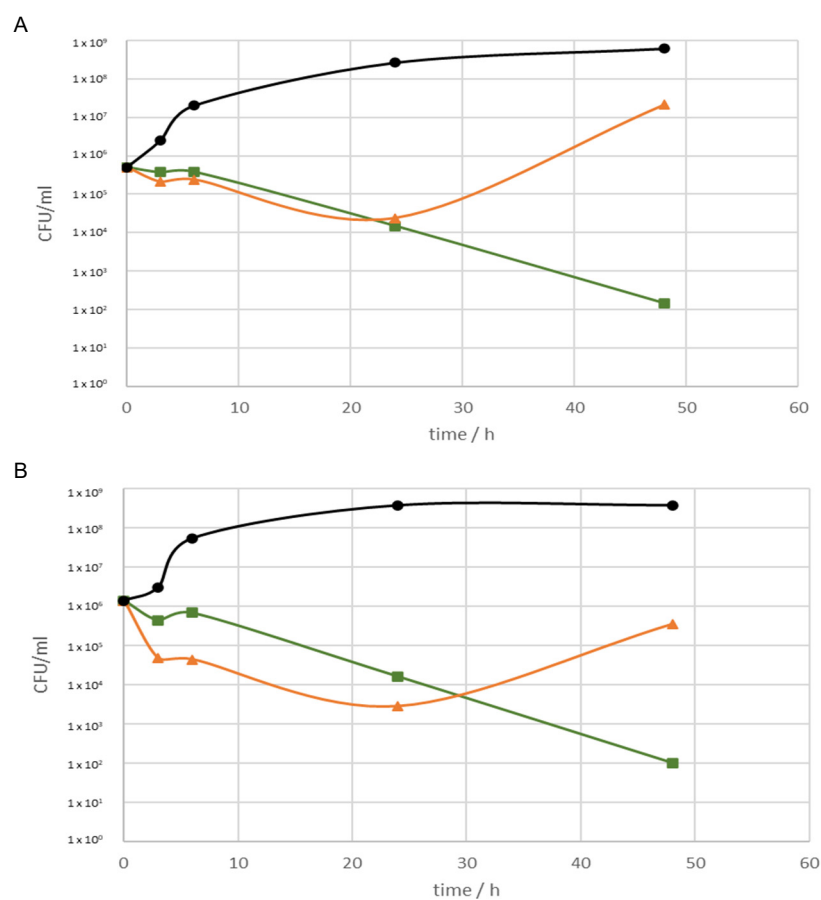 A
1 x 10⁹
1 x 10⁸
1 x 10⁷
1 x 10⁶
1 x 10⁵
1 x 10⁴
1 x 10³
1 x 10²
1 x 10¹
1 x 10⁰
CFU/ml
0 10 20 30 40 50 60
time / h
B
1 x 10⁹
1 x 10⁸
1 x 10⁷
1 x 10⁶
1 x 10⁵
1 x 10⁴
1 x 10³
1 x 10²
1 x 10¹
1 x 10⁰
CFU/ml
0 10 20 30 40 50 60
time / h